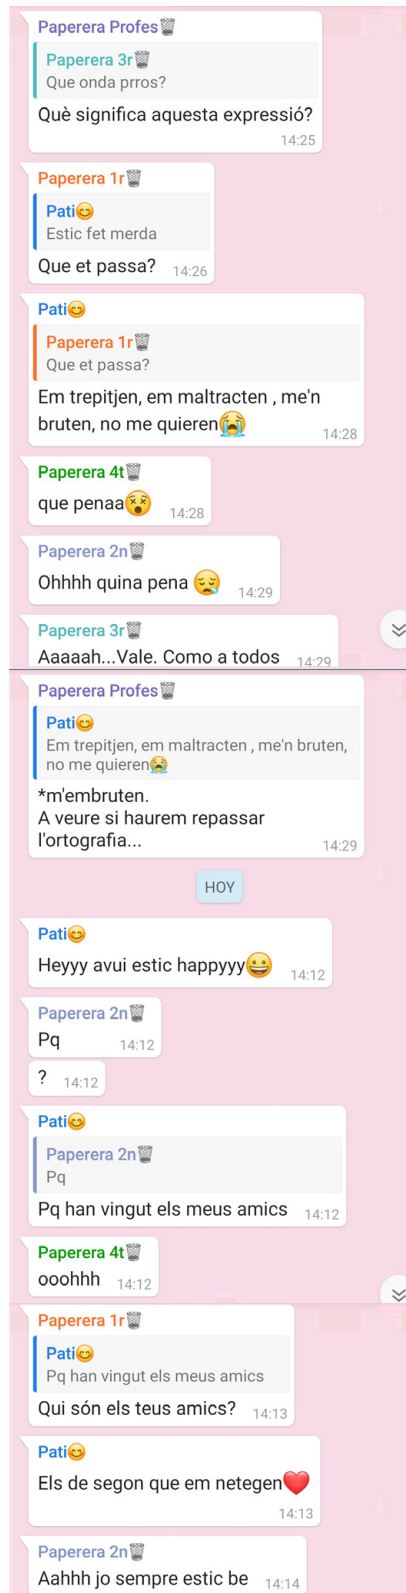 Paperera Profes🗑️
Paperera 3r🗑️
Que onda prros?
Què significa aquesta expressió?
14:25
Paperera 1r🗑️
Pati😊
Estic fet merda
Que et passa? 14:26
Pati😊
Paperera 1r🗑️
Que et passa?
Em trepitjen, em maltracten , me'n
bruten, no me quieren😭
14:28
Paperera 4t🗑️
que penaa😵
14:28
Paperera 2n🗑️
Ohhhh quina pena 😪
14:29
Paperera 3r🗑️
Aaaaah...Vale. Como a todos 14:29
Paperera Profes🗑️
Pati😊
Em trepitjen, em maltracten , me'n bruten,
no me quieren😭
*m'embruten.
A veure si haurem repassar
l'ortografia...
14:29
HOY
Pati😊
Heyyy avui estic happyyy😀 14:12
Paperera 2n🗑️
Pq 14:12
? 14:12
Pati😊
Paperera 2n🗑️
Pq
Pq han vingut els meus amics 14:12
Paperera 4t🗑️
ooohhh 14:12
Paperera 1r🗑️
Pati😊
Pq han vingut els meus amics
Qui són els teus amics? 14:13
Pati😊
Els de segon que em netegen❤️
14:13
Paperera 2n🗑️
Aahhh jo sempre estic be 14:14